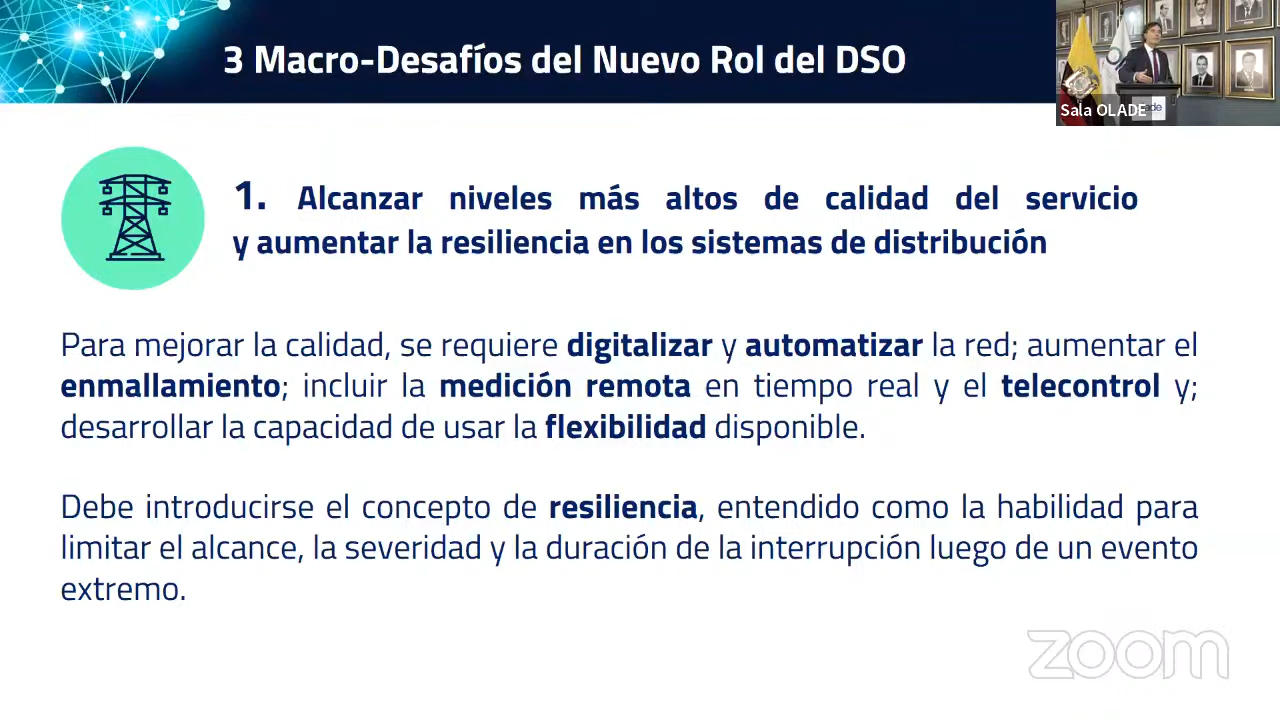 3 Macro-Desafíos del Nuevo Rol del DSO
Sala OLADE
1. Alcanzar niveles más altos de calidad del servicio
y aumentar la resiliencia en los sistemas de distribución
Para mejorar la calidad, se requiere digitalizar y automatizar la red; aumentar el
enmallamiento; incluir la medición remota en tiempo real y el telecontrol y;
desarrollar la capacidad de usar la flexibilidad disponible.
Debe introducirse el concepto de resiliencia, entendido como la habilidad para
limitar el alcance, la severidad y la duración de la interrupción luego de un evento
extremo.
zoom